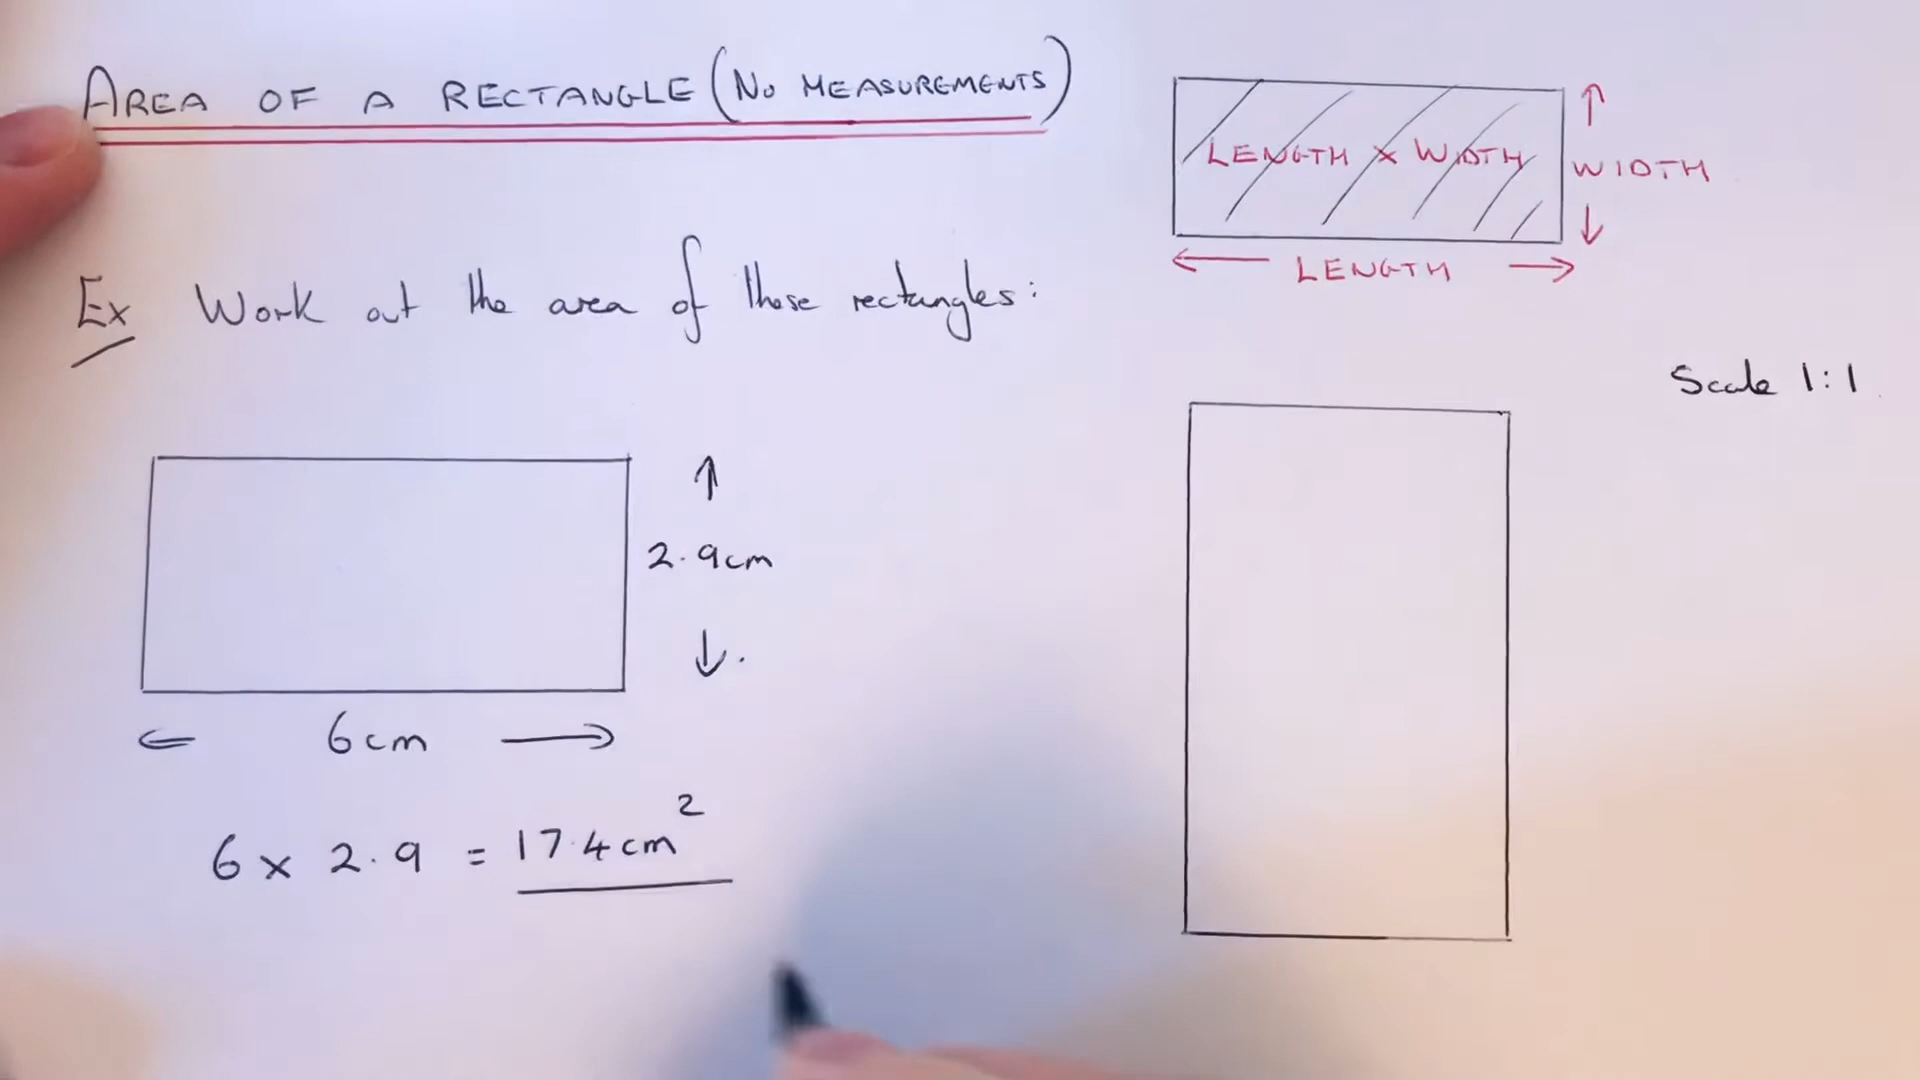 AREA OF A RECTANGLE (NO MEASUREMENTS)
LENGTH × WIDTH
WIDTH
LENGTH
Ex Work out the area of these rectangles:
Scale 1:1
2.9cm
6cm
6 × 2.9 = 17.4cm²